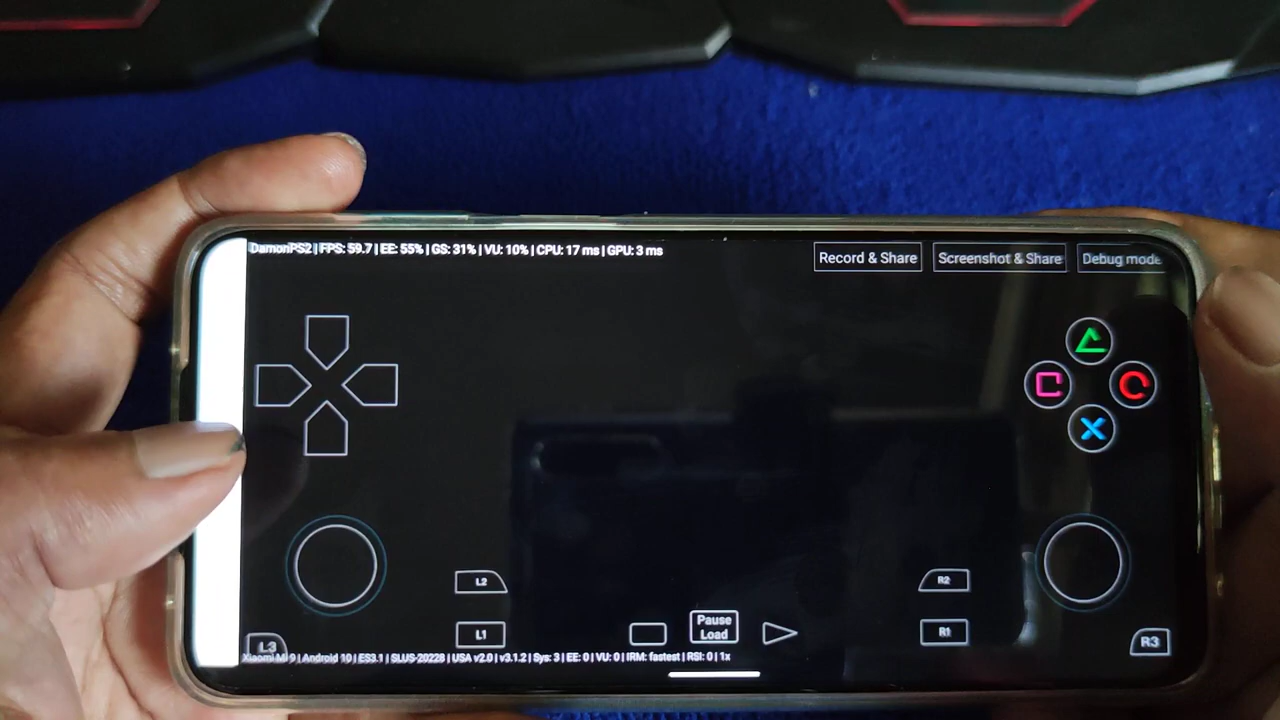 DamonPS2 | FPS: 59.7 | EE: 55% | GS: 31% | VU: 10% | CPU: 17 ms | GPU: 3 ms
Record & Share
Screenshot & Share
Debug mode
L2
R2
L1
Pause
Load
R1
L3
R3
Xiaomi Mi 9 | Android 10 | ES3.1 | SLUS-20228 | USA v2.0 | v3.1.2 | Sys: 3 | EE: 0 | VU: 0 | IRM: fastest | RSI: 0 | 1x